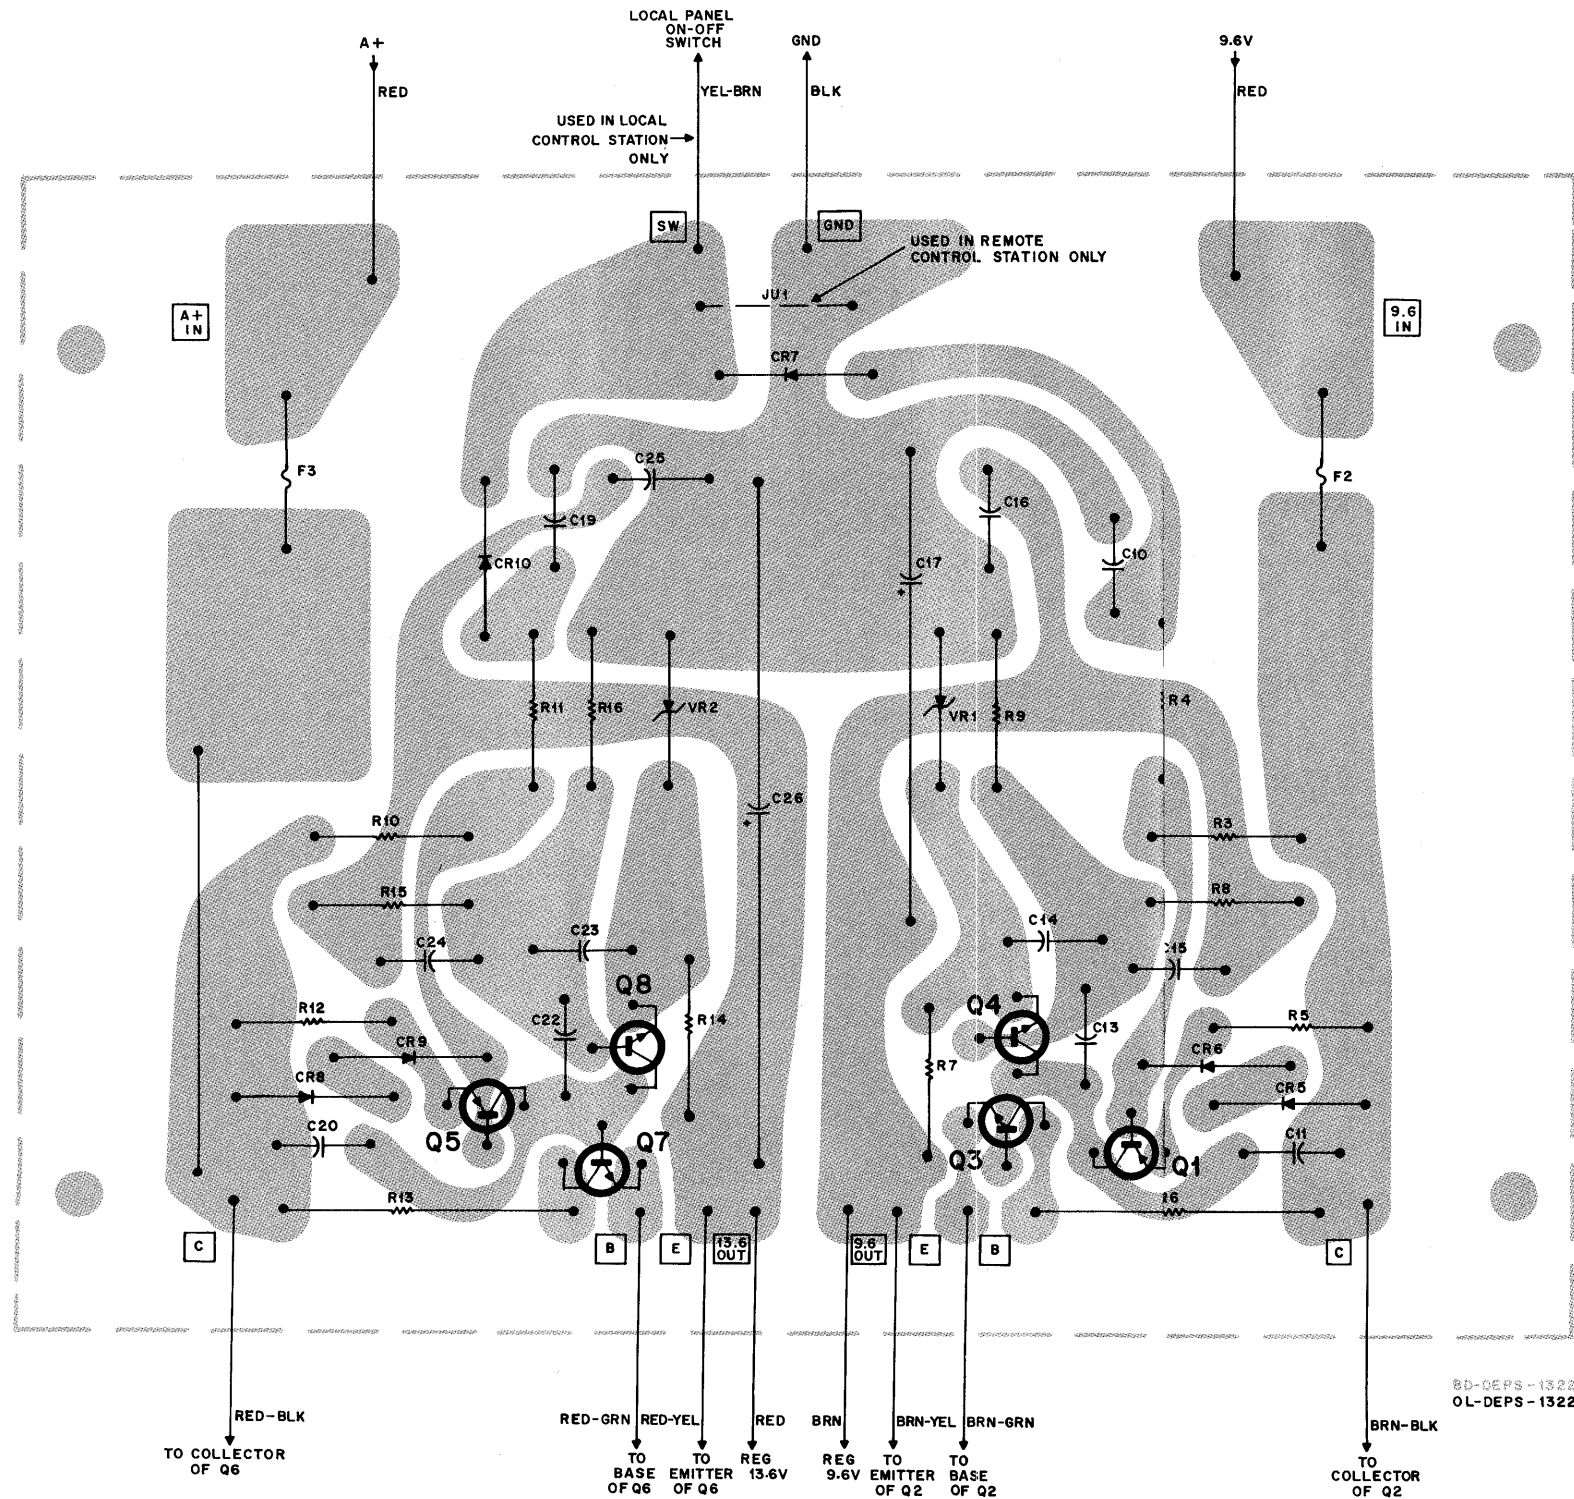 LOCAL PANEL
ON-OFF
SWITCH
A+
GND
9.6V
RED
YEL-BRN
BLK
RED
USED IN LOCAL
CONTROL STATION
ONLY
SW
GND
USED IN REMOTE
CONTROL STATION ONLY
JU1
A+
IN
9.6
IN
CR7
C25
F3
F2
C16
C19
C10
CR10
C17
R11
R16
VR2
VR1
R9
R4
C26
R10
R3
R15
R8
C24
C23
C14
15
Q8
Q4
R12
C22
R14
C13
R5
CR9
R7
CR6
CR8
CR5
C20
Q5
Q7
Q3
Q1
C11
R13
16
C
B
E
13.6
OUT
9.6
OUT
E
B
C
BD-DEPS-1322
OL-DEPS-1322
RED-BLK
RED-GRN
RED-YEL
RED
BRN
BRN-YEL
BRN-GRN
BRN-BLK
TO COLLECTOR
OF Q6
TO
BASE
OF Q6
TO
EMITTER
OF Q6
REG
13.6V
REG
9.6V
TO
EMITTER
OF Q2
TO
BASE
OF Q2
TO
COLLECTOR
OF Q2